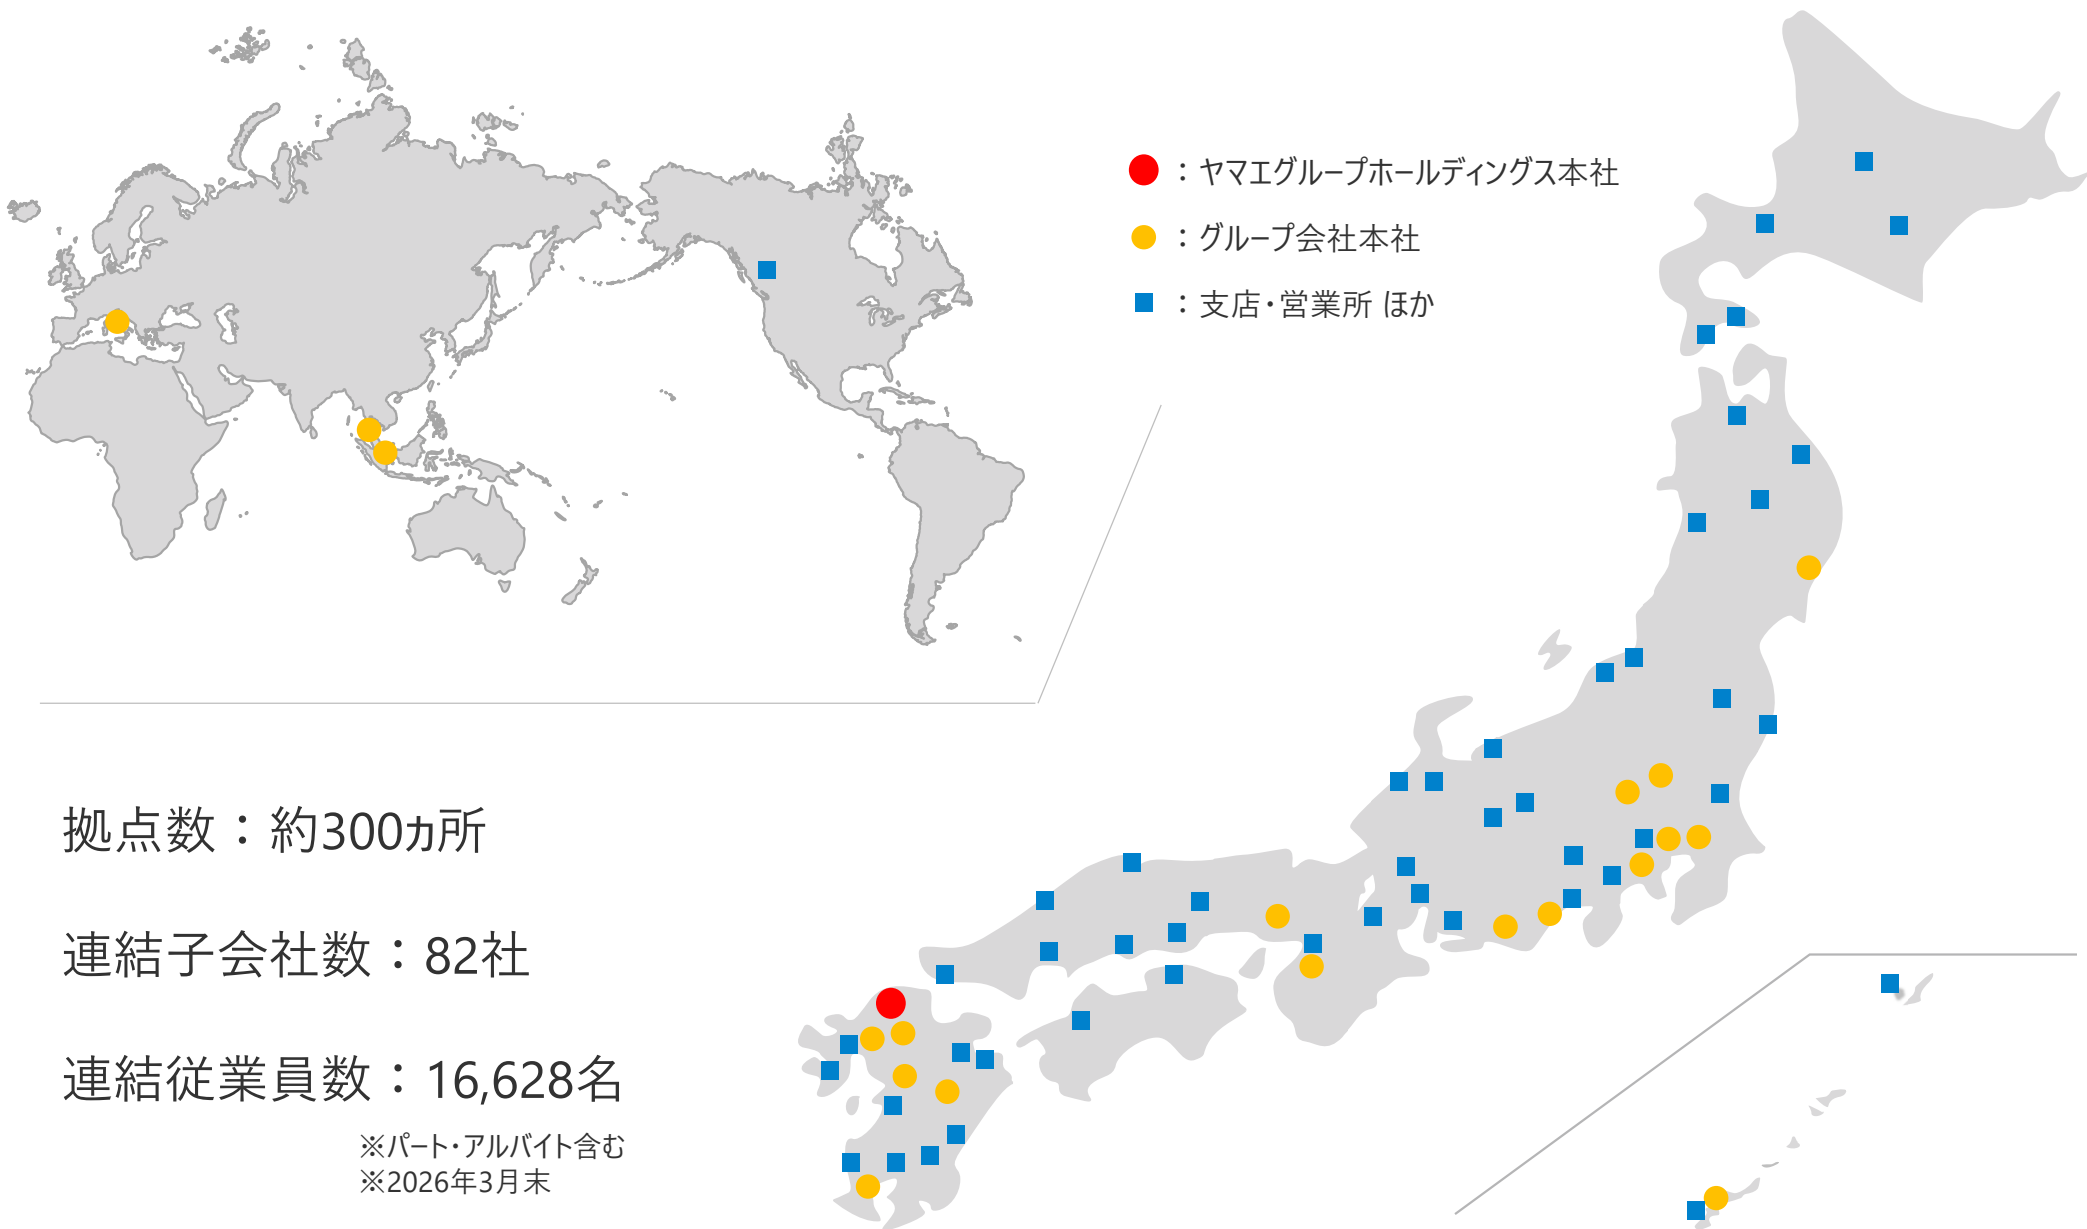 ：ヤマエグループホールディングス本社
：グループ会社本社
：支店・営業所 ほか
拠点数：約300ヵ所
連結子会社数：82社
連結従業員数：16,628名
※パート・アルバイト含む
※2026年3月末